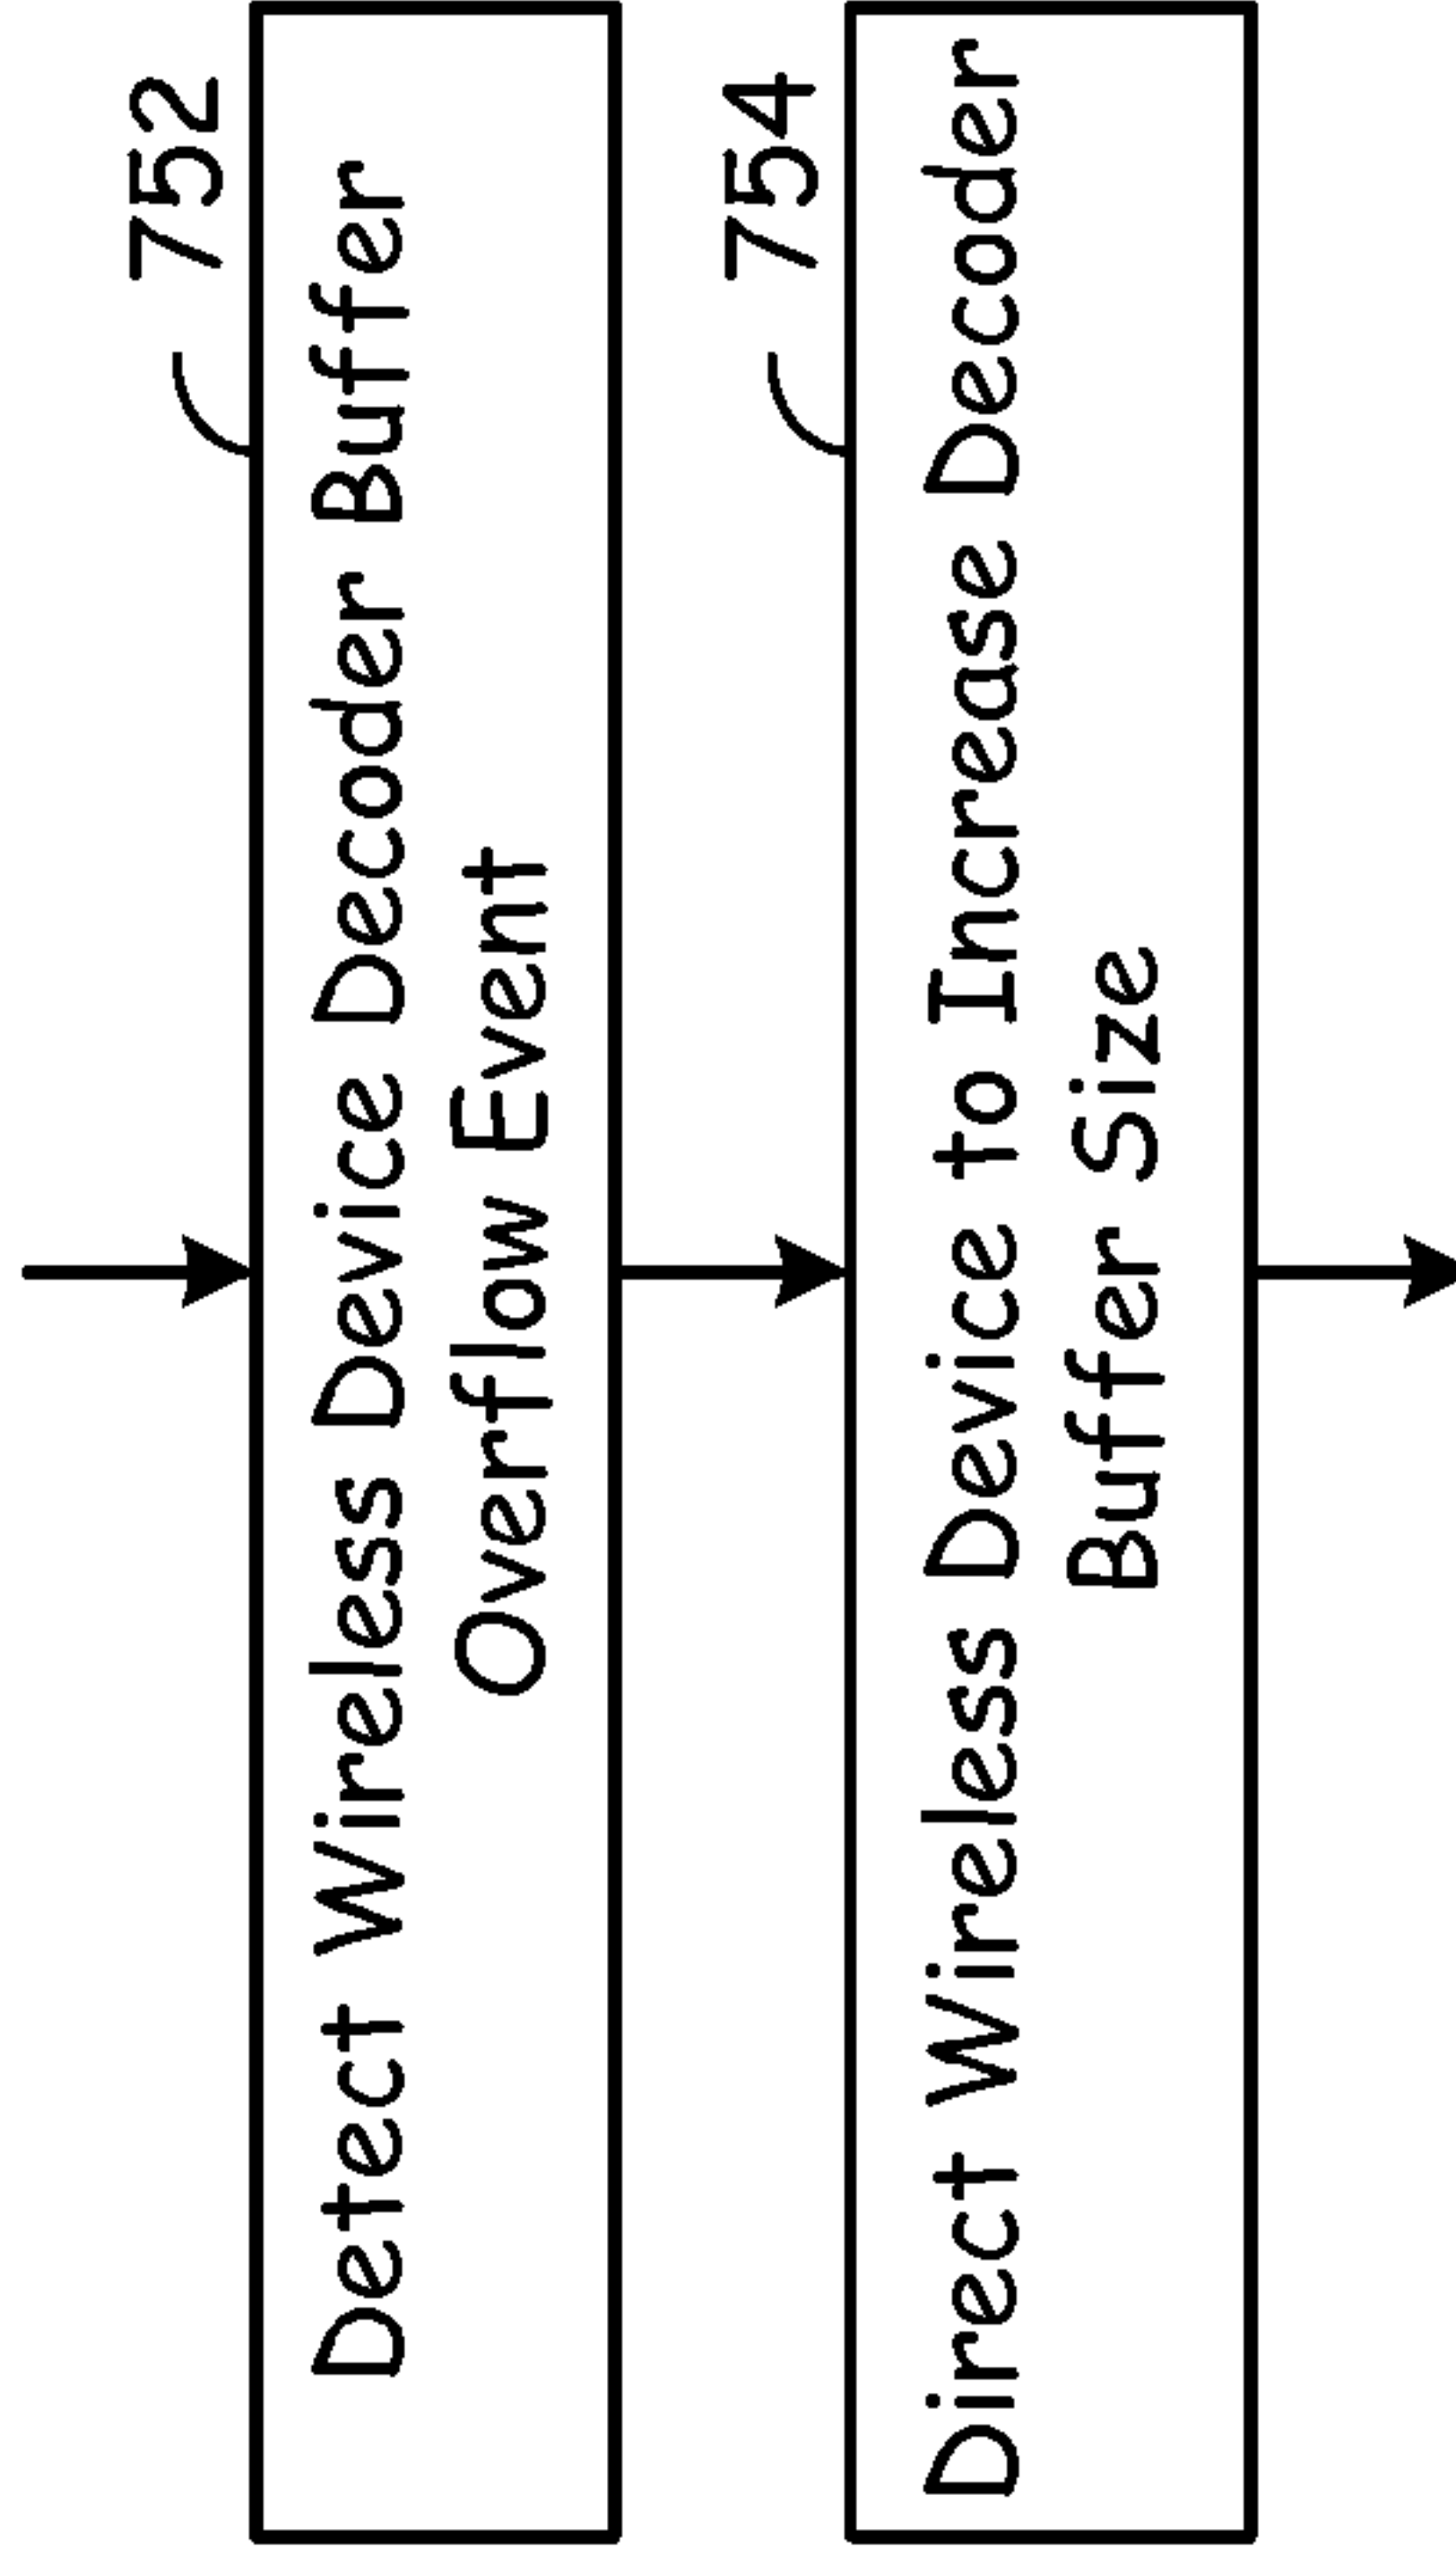 752
Detect Wireless Device Decoder Buffer
Overflow Event
754
Direct Wireless Device to Increase Decoder
Buffer Size